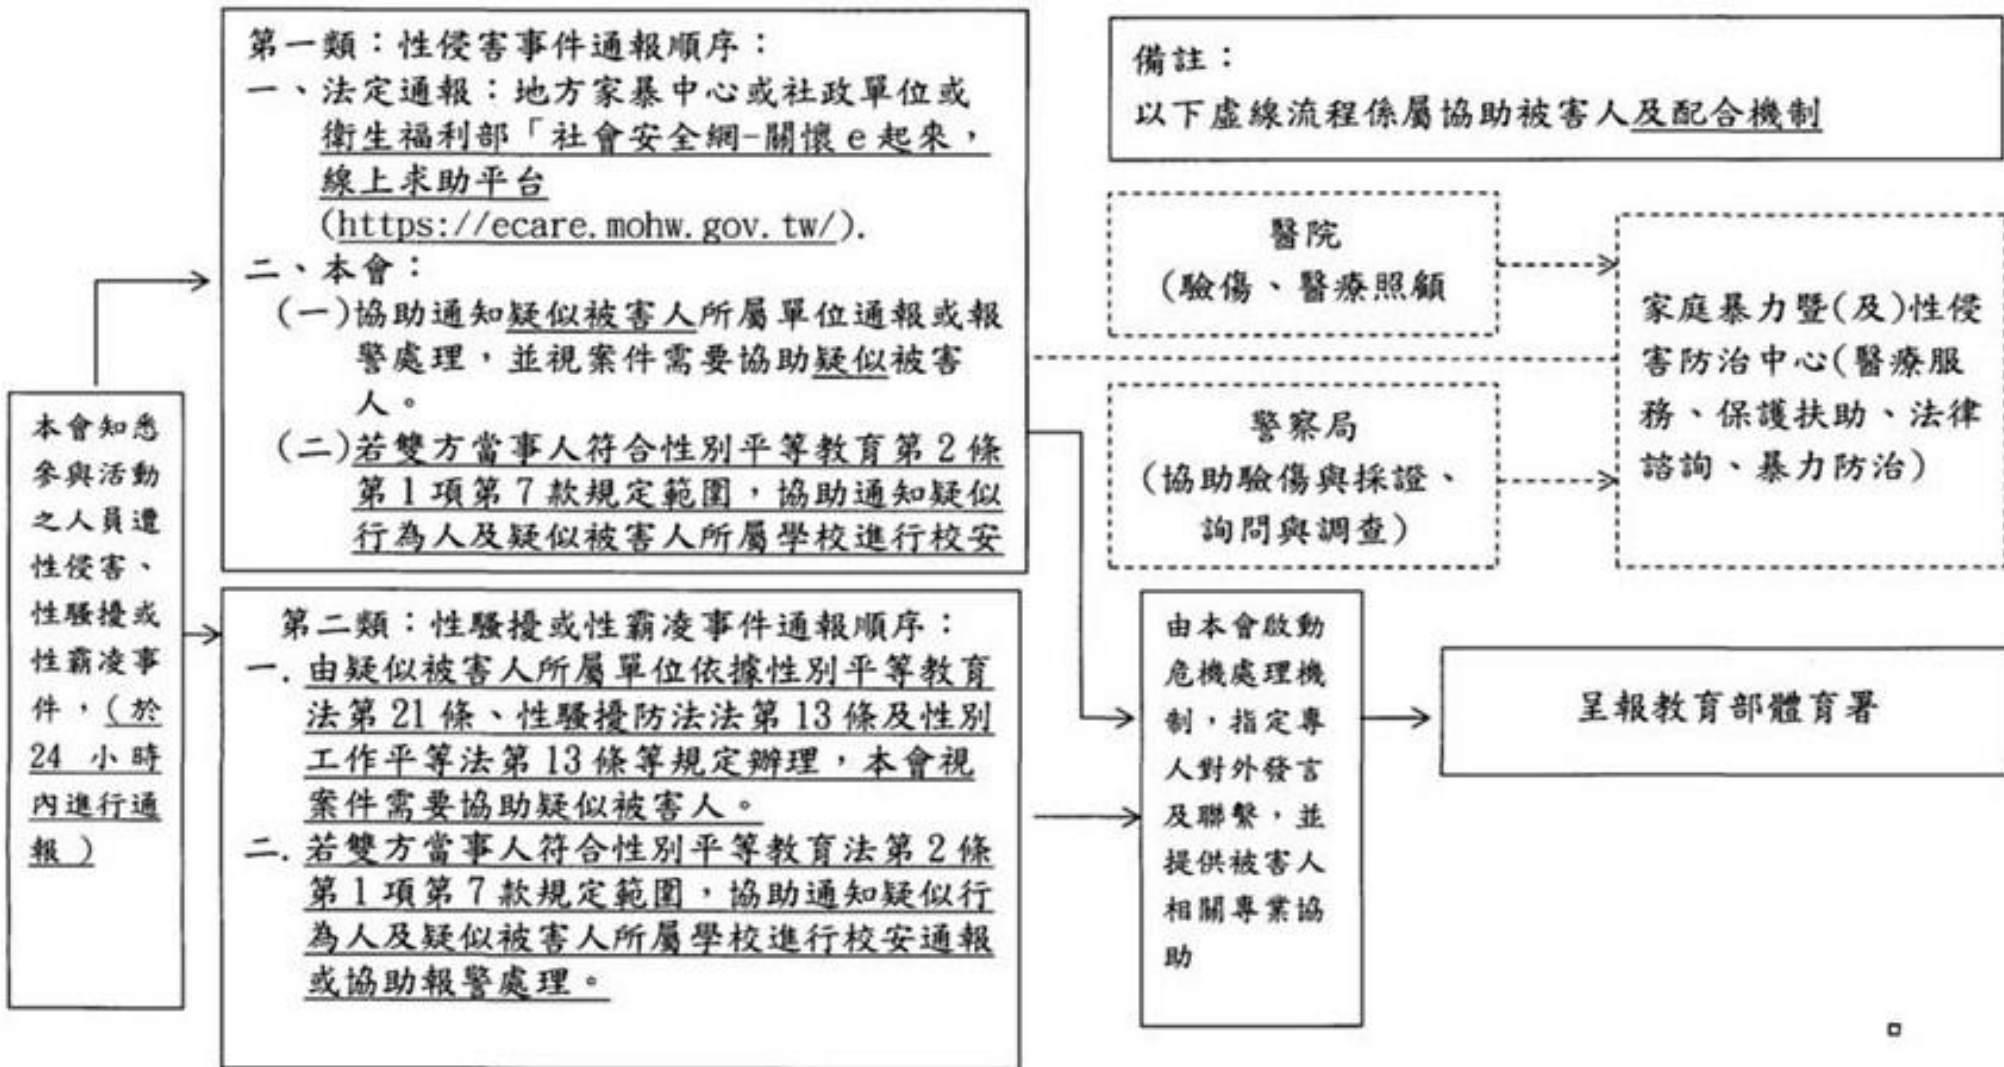 本會知悉
參與活動
之人員遭
性侵害、
性騷擾或
性霸凌事
件，(於
24 小時
內進行通
報)
第一類：性侵害事件通報順序：
一、法定通報：地方家暴中心或社政單位或
衛生福利部「社會安全網-關懷 e 起來，
線上求助平台
(https://ecare.mohw.gov.tw/).
二、本會：
(一)協助通知疑似被害人所屬單位通報或報
警處理，並視案件需要協助疑似被害
人。
(二)若雙方當事人符合性別平等教育第 2 條
第 1 項第 7 款規定範圍，協助通知疑似
行為人及疑似被害人所屬學校進行校安
第二類：性騷擾或性霸凌事件通報順序：
一. 由疑似被害人所屬單位依據性別平等教育
法第 21 條、性騷擾防法法第 13 條及性別
工作平等法第 13 條等規定辦理，本會視
案件需要協助疑似被害人。
二. 若雙方當事人符合性別平等教育法第 2 條
第 1 項第 7 款規定範圍，協助通知疑似行
為人及疑似被害人所屬學校進行校安通報
或協助報警處理。
備註：
以下虛線流程係屬協助被害人及配合機制
醫院
(驗傷、醫療照顧
警察局
(協助驗傷與採證、
詢問與調查)
家庭暴力暨(及)性侵
害防治中心(醫療服
務、保護扶助、法律
諮詢、暴力防治)
由本會啟動
危機處理機
制，指定專
人對外發言
及聯繫，並
提供被害人
相關專業協
助
呈報教育部體育署